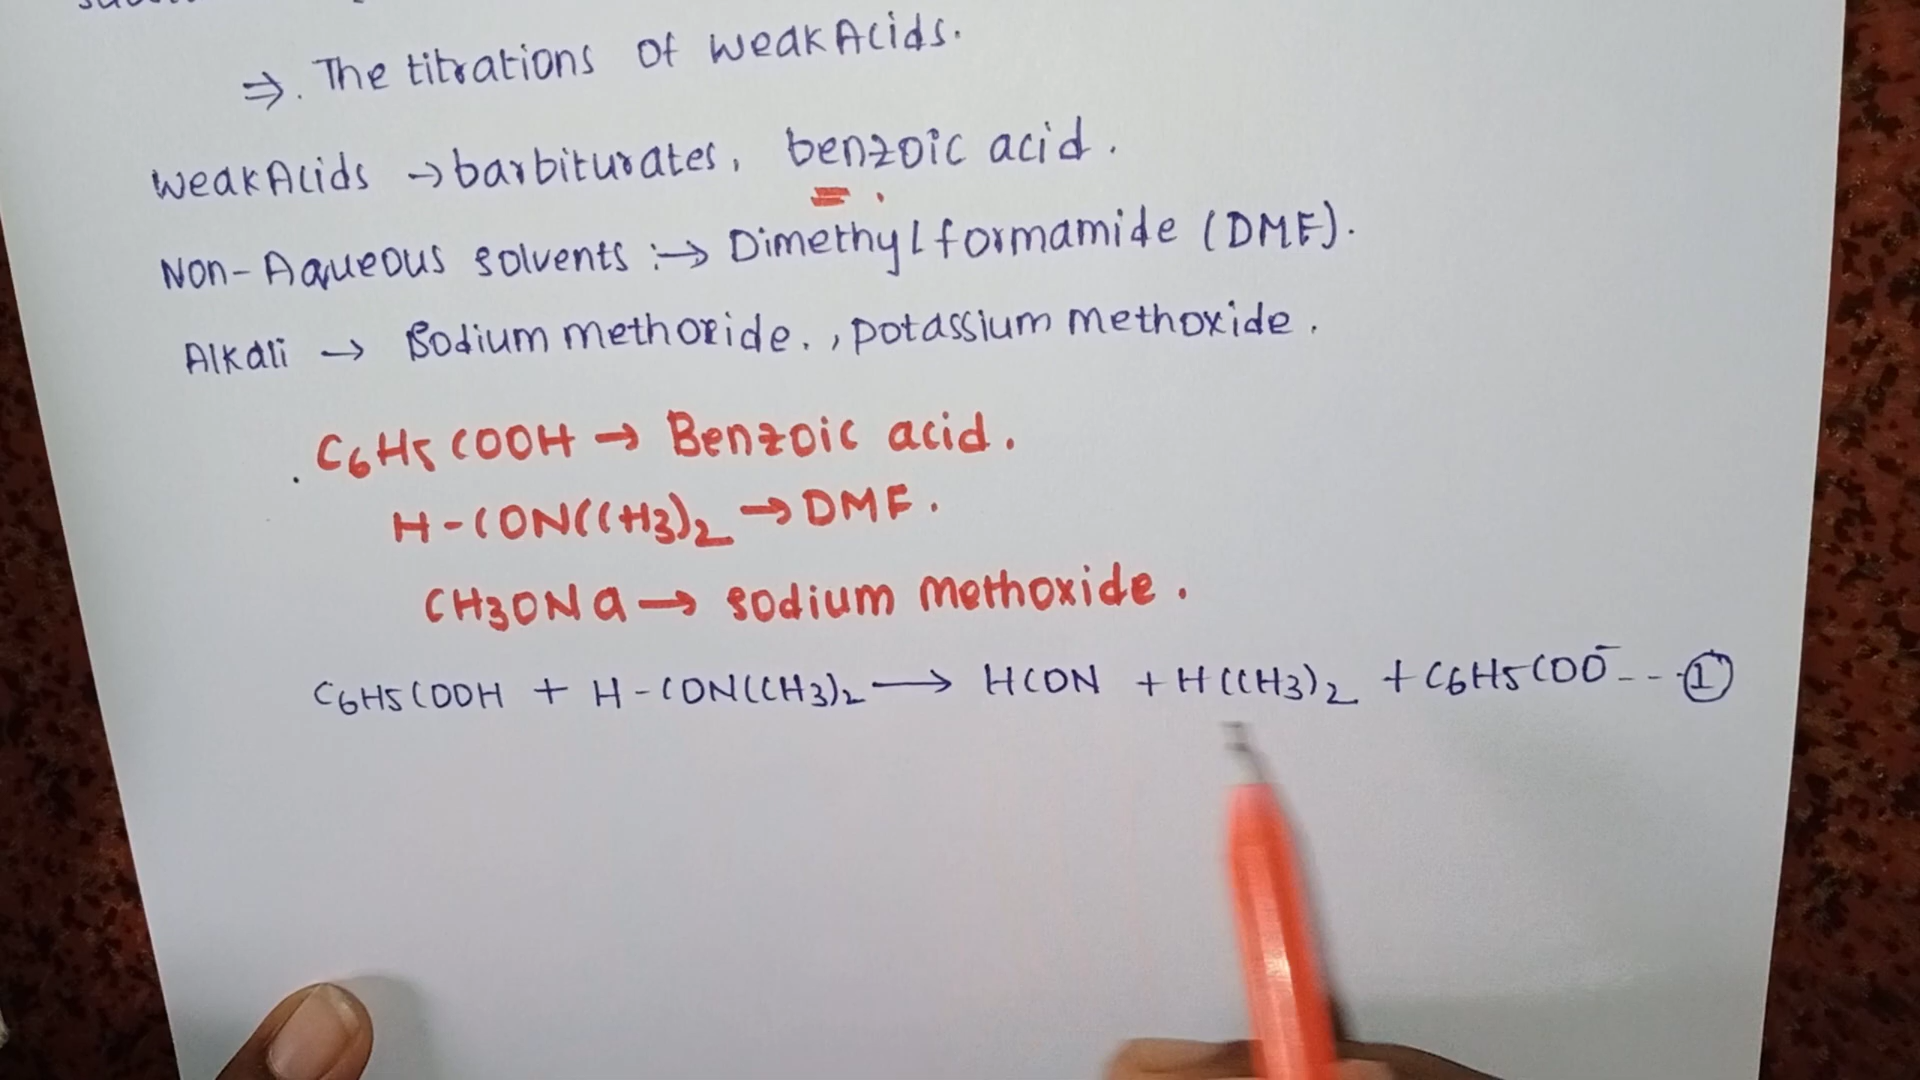 ⇒. The titrations of weak Acids.
weak Acids → barbiturates, benzoic acid.
Non-Aqueous solvents :→ Dimethyl formamide (DMF).
Alkali → Sodium methoxide., potassium methoxide.
C6H5COOH → Benzoic acid.
H-CON(CH3)2 → DMF.
CH3ONa → sodium methoxide.
C6H5COOH + H-CON(CH3)2 → HCON + H(CH3)2 + C6H5COO⁻ --- ①